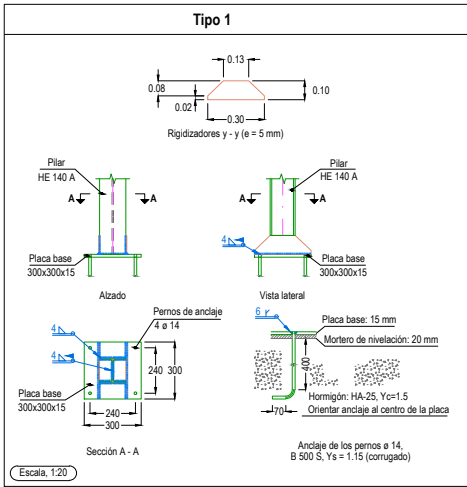 Tipo 1
0.13
0.08
0.02
0.10
0.30
Rigidizadores y - y (e = 5 mm)
Pilar
HE 140 A
A
A
Placa base
300x300x15
Alzado
Pilar
HE 140 A
A
A
4
Placa base
300x300x15
Vista lateral
4
4
Pernos de anclaje
4 ø 14
240
300
Placa base
300x300x15
240
300
Sección A - A
6
Placa base: 15 mm
Mortero de nivelación: 20 mm
400
70
Hormigón: HA-25, Yc=1.5
Orientar anclaje al centro de la placa
Anclaje de los pernos ø 14,
B 500 S, Ys = 1.15 (corrugado)
Escala, 1:20